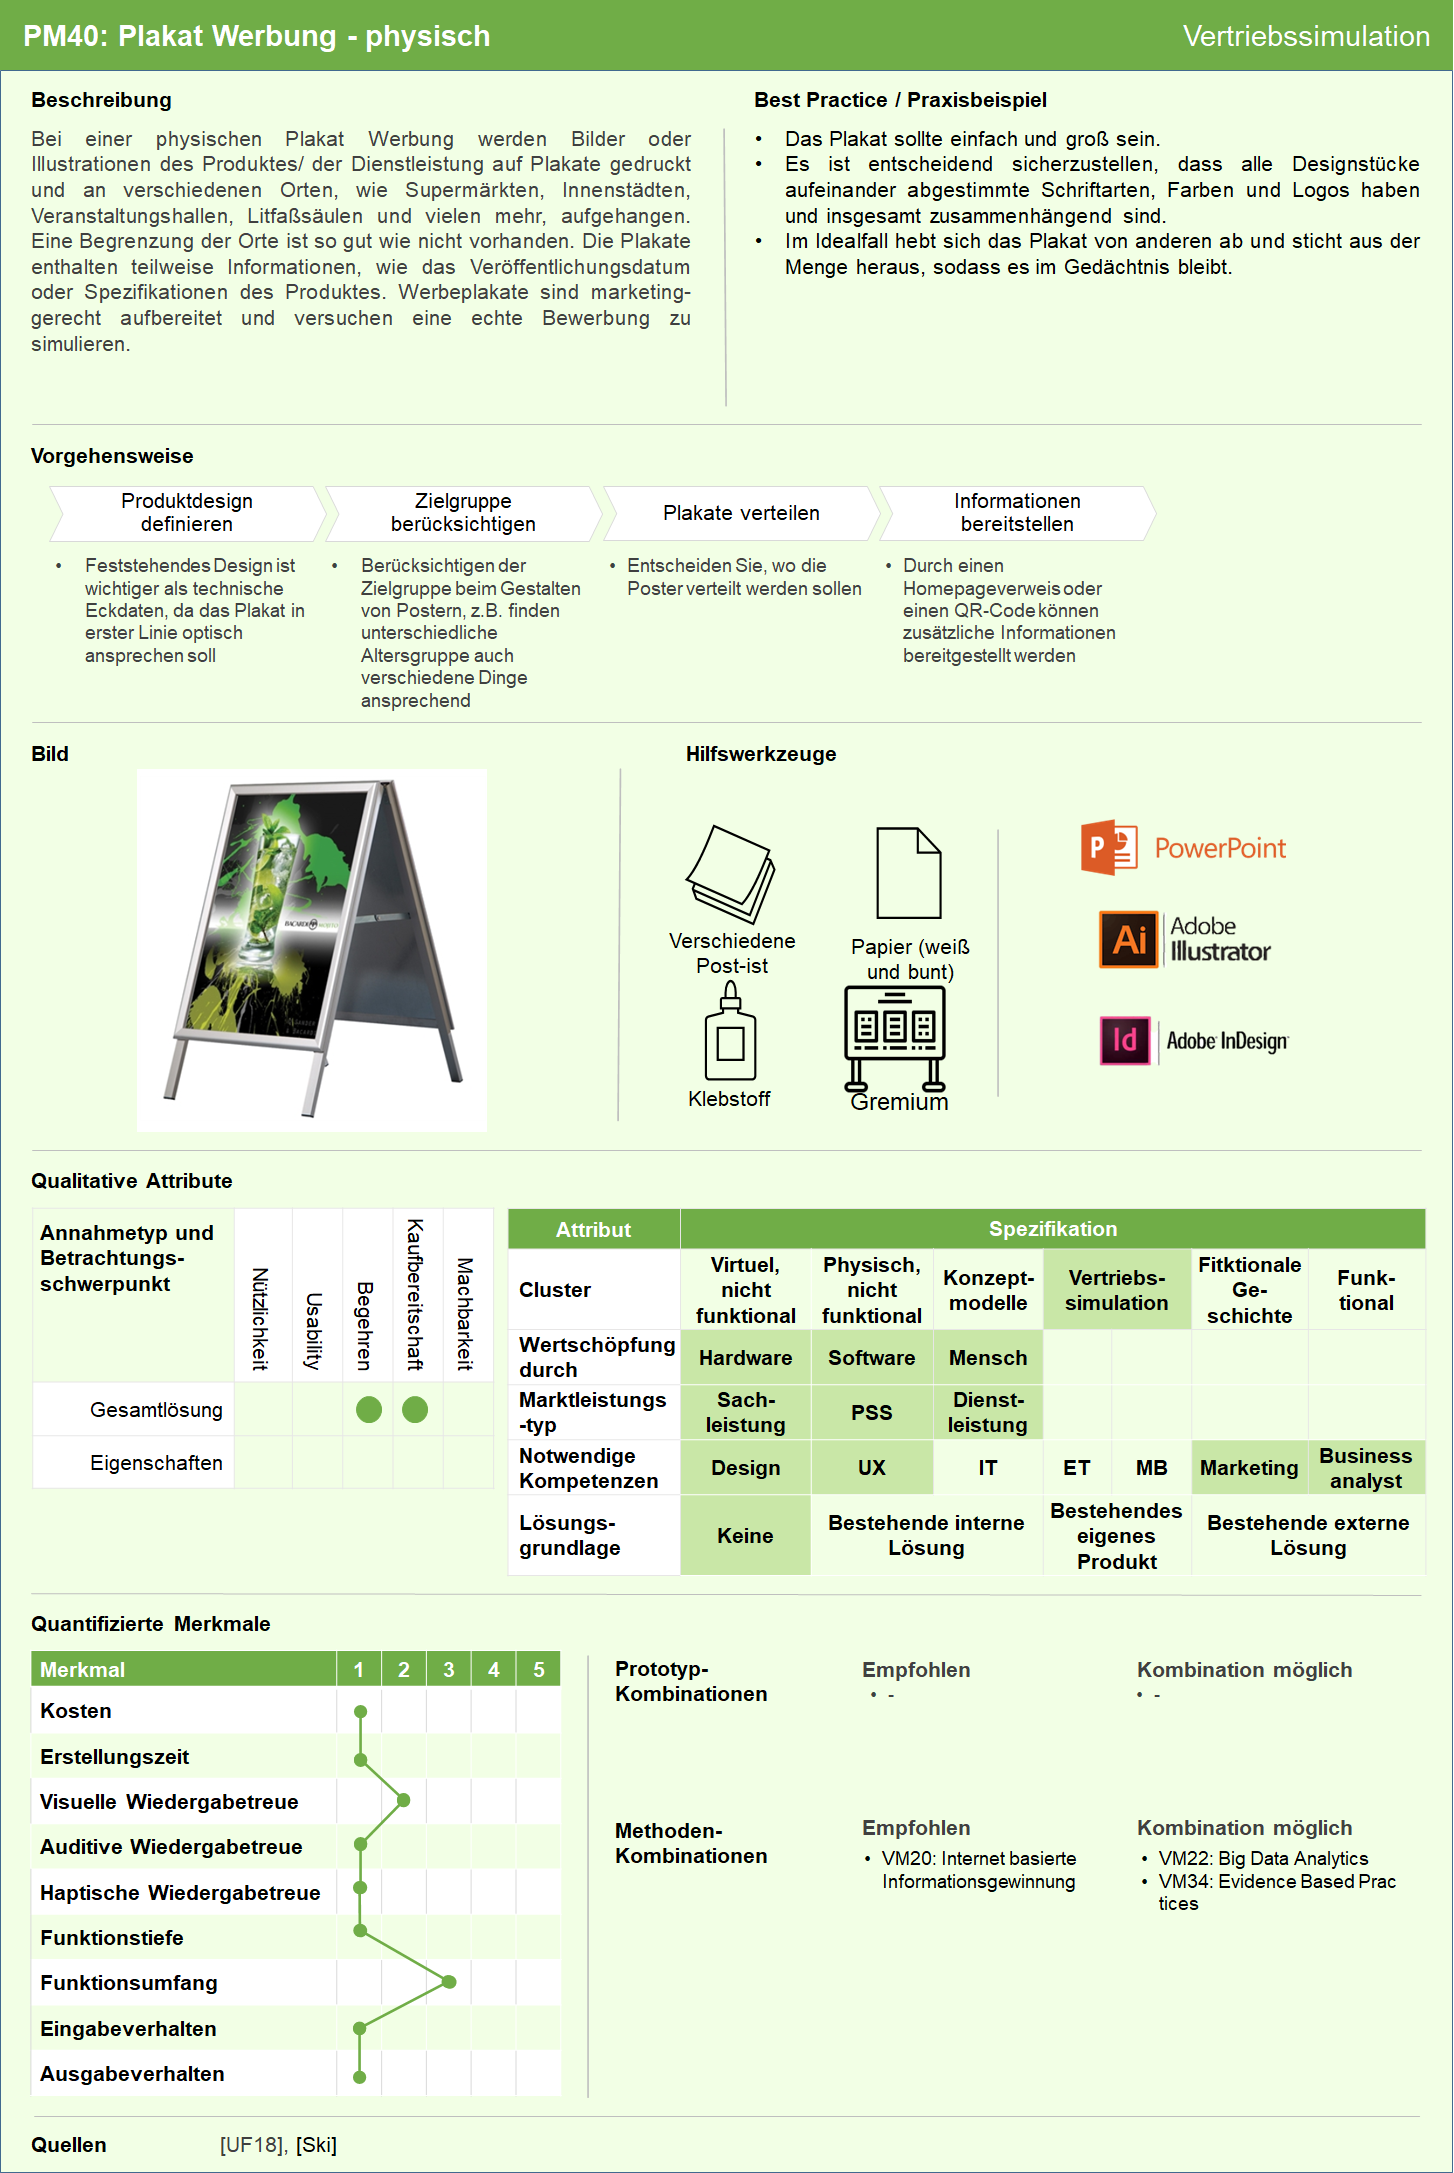 PM40: Plakat Werbung - physisch
Vertriebssimulation
Beschreibung
Bei einer physischen Plakat Werbung werden Bilder oder
Illustrationen des Produktes/ der Dienstleistung auf Plakate gedruckt
und an verschiedenen Orten, wie Supermärkten, Innenstädten,
Veranstaltungshallen, Litfaßsäulen und vielen mehr, aufgehangen.
Eine Begrenzung der Orte ist so gut wie nicht vorhanden. Die Plakate
enthalten teilweise Informationen, wie das Veröffentlichungsdatum
oder Spezifikationen des Produktes. Werbeplakate sind marketing-
gerecht aufbereitet und versuchen eine echte Bewerbung zu
simulieren.
Best Practice / Praxisbeispiel
• Das Plakat sollte einfach und groß sein.
• Es ist entscheidend sicherzustellen, dass alle Designstücke
aufeinander abgestimmte Schriftarten, Farben und Logos haben
und insgesamt zusammenhängend sind.
• Im Idealfall hebt sich das Plakat von anderen ab und sticht aus der
Menge heraus, sodass es im Gedächtnis bleibt.
Vorgehensweise
Produktdesign
definieren
• Feststehendes Design ist
wichtiger als technische
Eckdaten, da das Plakat in
erster Linie optisch
ansprechen soll
Zielgruppe
berücksichtigen
• Berücksichtigen der
Zielgruppe beim Gestalten
von Postern, z.B. finden
unterschiedliche
Altersgruppe auch
verschiedene Dinge
ansprechend
Plakate verteilen
• Entscheiden Sie, wo die
Poster verteilt werden sollen
Informationen
bereitstellen
• Durch einen
Homepageverweis oder
einen QR-Code können
zusätzliche Informationen
bereitgestellt werden
Bild
BACARDI MOJITO
Hilfswerkzeuge
Verschiedene
Post-ist
Papier (weiß
und bunt)
Klebstoff
Gremium
P PowerPoint
Ai Adobe
Illustrator
Id Adobe InDesign
Qualitative Attribute
Annahmetyp und
Betrachtungs-
schwerpunkt
Nützlichkeit
Usability
Begehren
Kaufbereitschaft
Machbarkeit
Gesamtlösung
Eigenschaften
Attribut Spezifikation
Cluster
Virtuel,
nicht
funktional
Physisch,
nicht
funktional
Konzept-
modelle
Vertriebs-
simulation
Fitktionale
Ge-
schichte
Funk-
tional
Wertschöpfung
durch
Hardware Software Mensch
Marktleistungs
-typ
Sach-
leistung
PSS
Dienst-
leistung
Notwendige
Kompetenzen
Design UX IT ET MB Marketing
Business
analyst
Lösungs-
grundlage
Keine
Bestehende interne
Lösung
Bestehendes
eigenes
Produkt
Bestehende externe
Lösung
Quantifizierte Merkmale
Merkmal 1 2 3 4 5
Kosten
Erstellungszeit
Visuelle Wiedergabetreue
Auditive Wiedergabetreue
Haptische Wiedergabetreue
Funktionstiefe
Funktionsumfang
Eingabeverhalten
Ausgabeverhalten
Prototyp-
Kombinationen
Empfohlen
• -
Kombination möglich
• -
Methoden-
Kombinationen
Empfohlen
• VM20: Internet basierte
Informationsgewinnung
Kombination möglich
• VM22: Big Data Analytics
• VM34: Evidence Based Prac
tices
Quellen [UF18], [Ski]